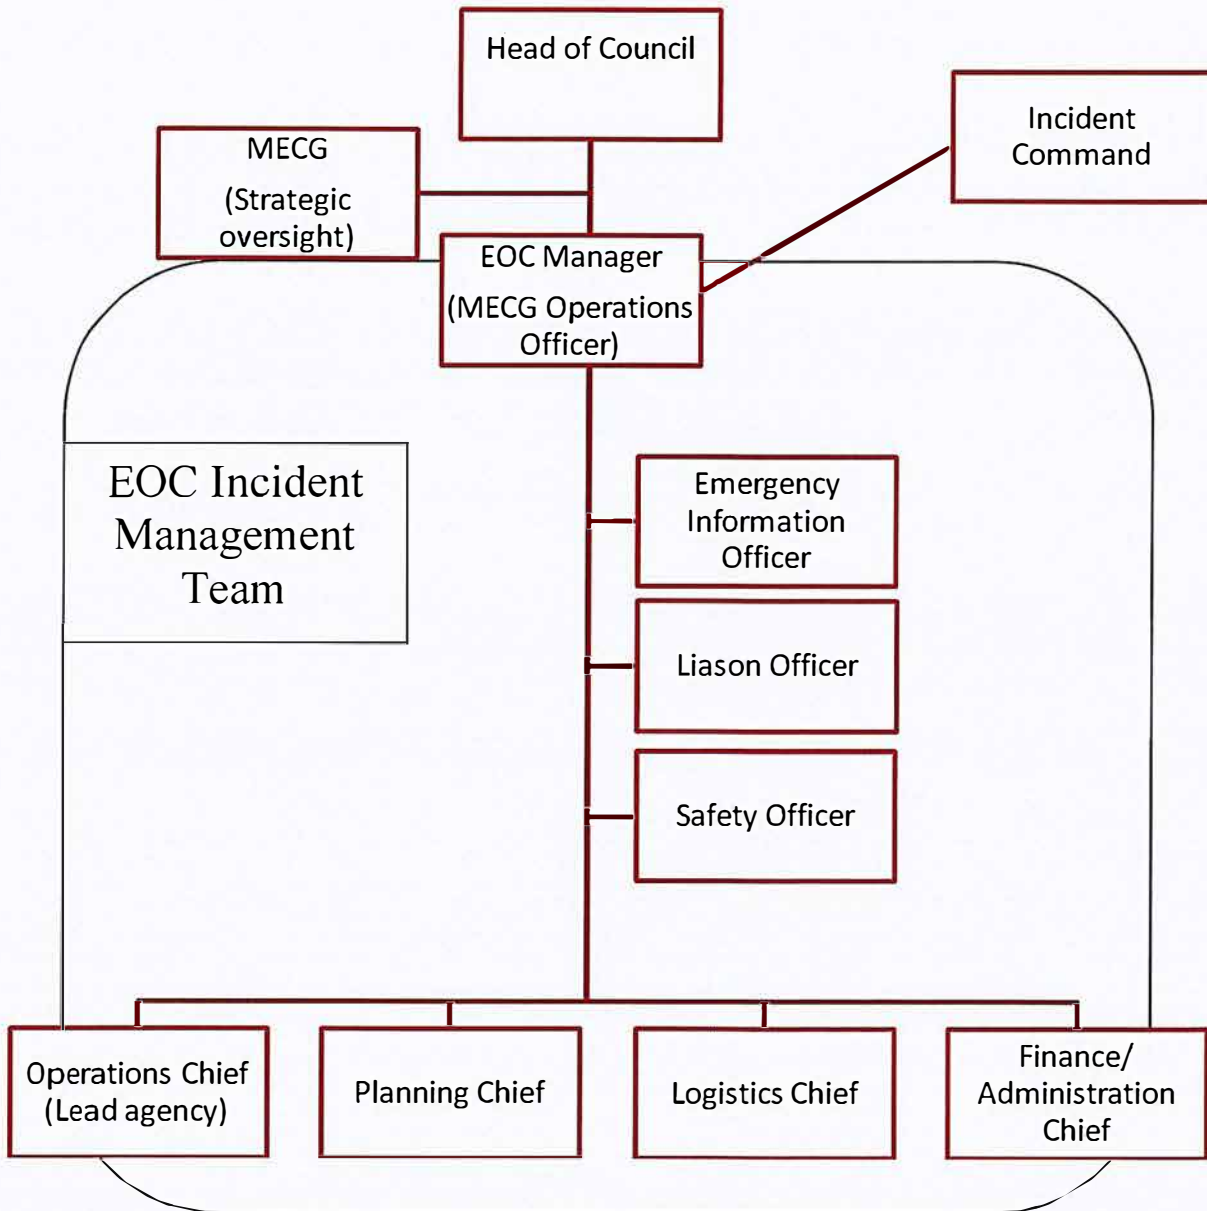 Head of Council
Incident
Command
MECG
(Strategic
oversight)
EOC Manager
(MECG Operations
Officer)
EOC Incident
Management
Team
Emergency
Information
Officer
Liason Officer
Safety Officer
Operations Chief
(Lead agency)
Planning Chief
Logistics Chief
Finance/
Administration
Chief